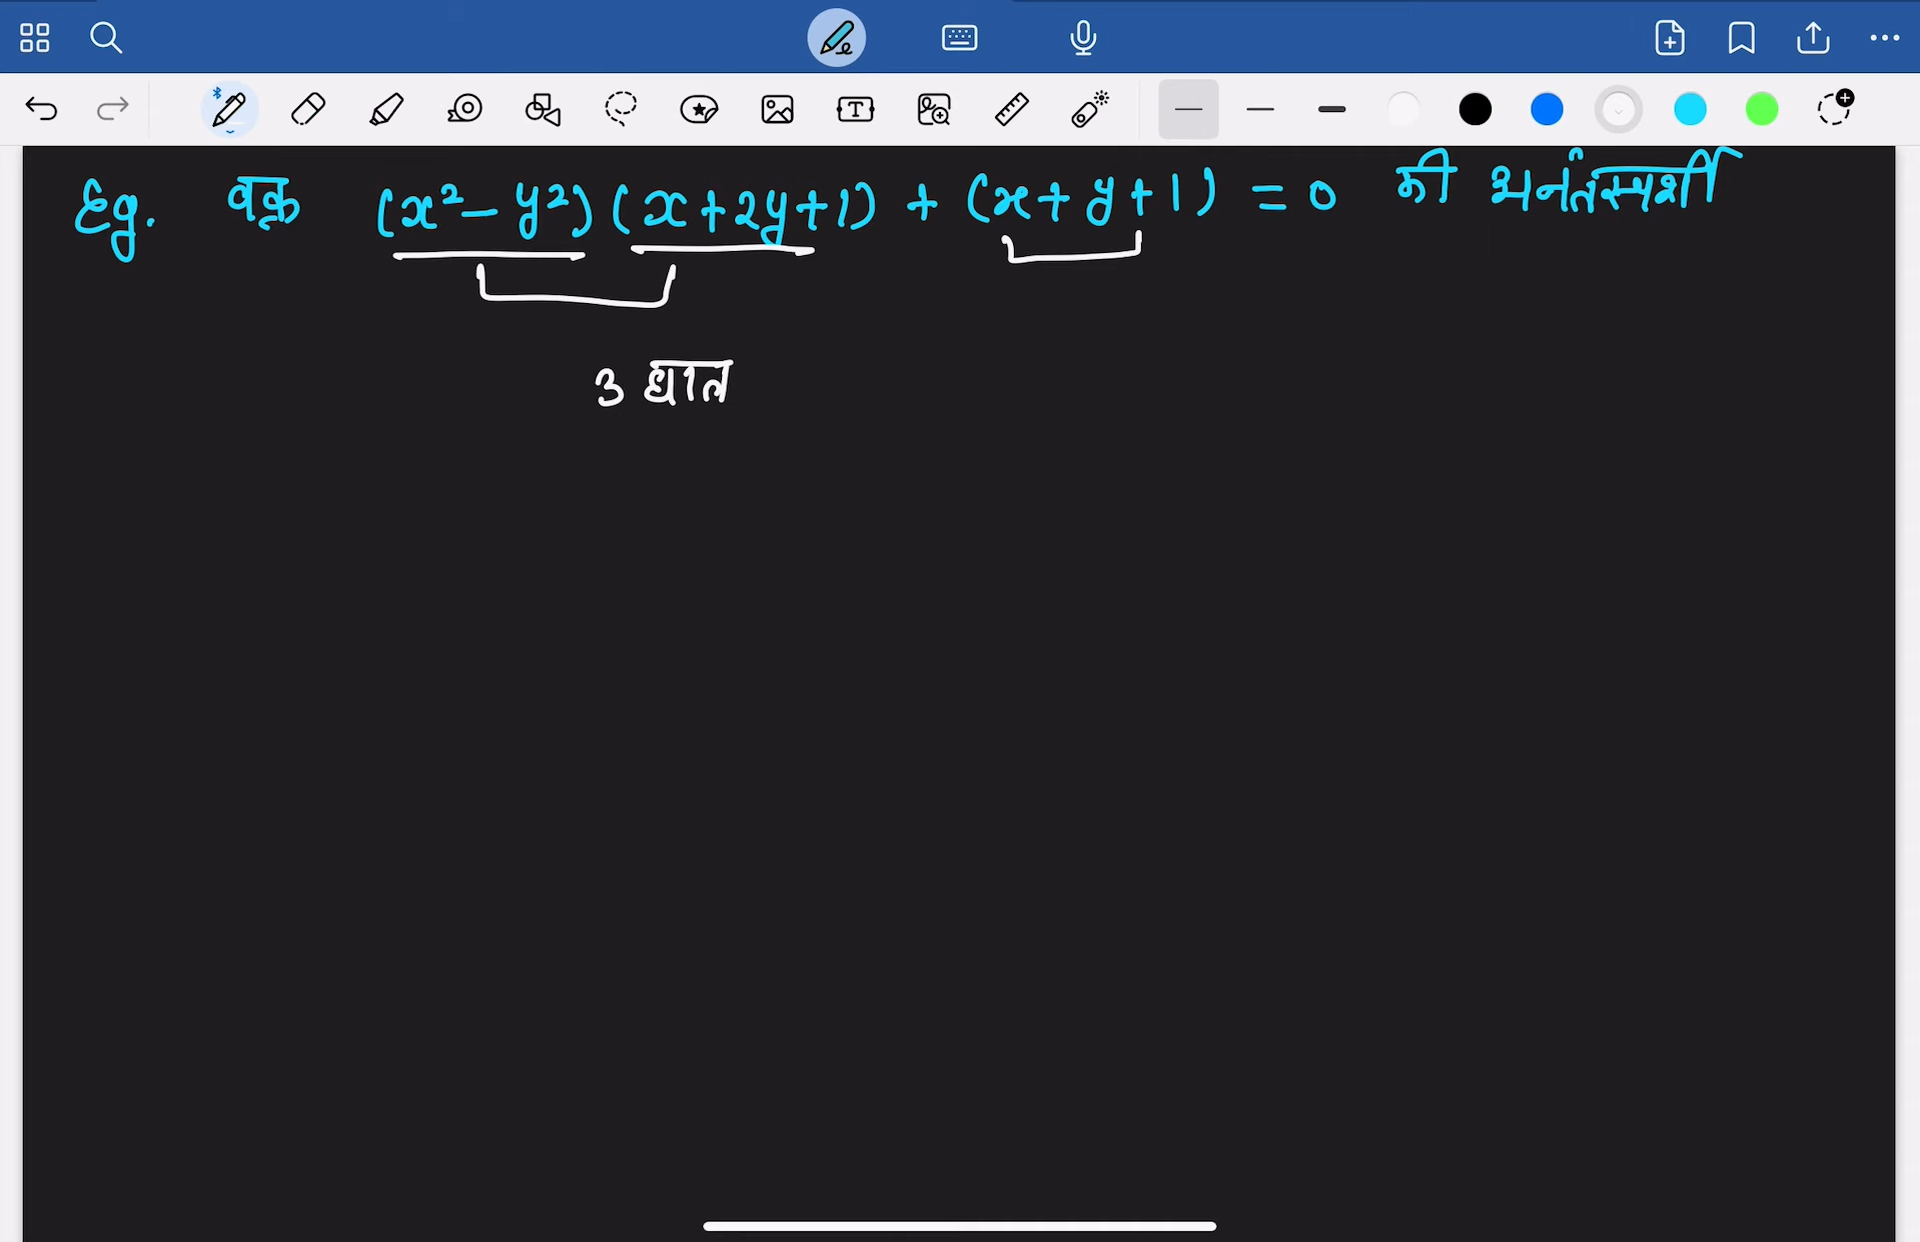 Eg. वक्र (x²- y²)(x+2y+1) + (x+y+1) = 0 की अनंतस्पर्शी
3 घात